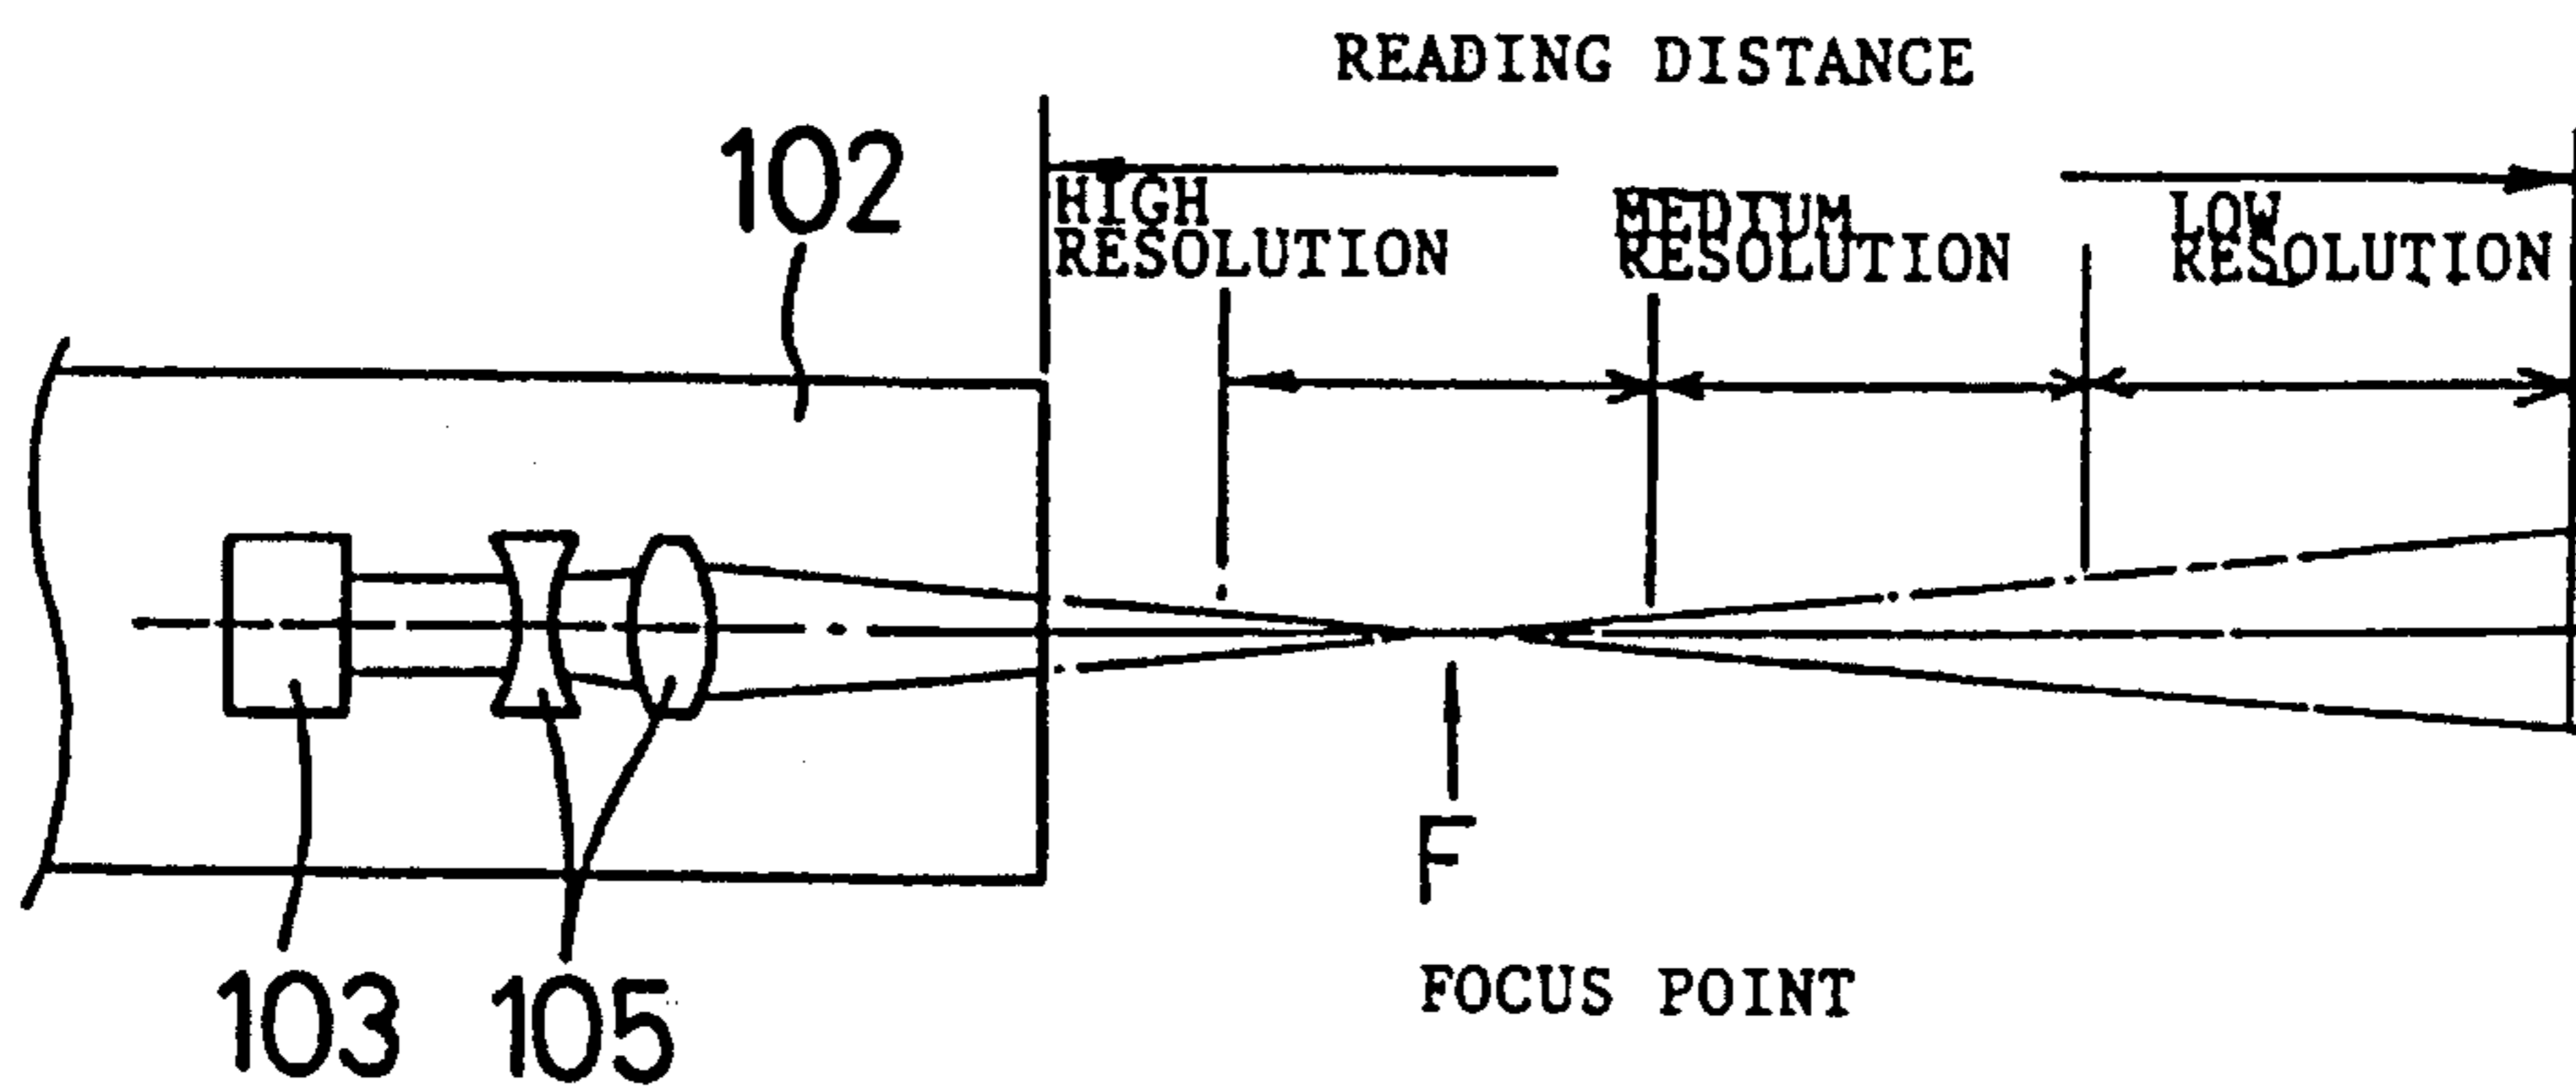 READING DISTANCE
102
HIGH
RESOLUTION
MEDIUM
RESOLUTION
LOW
RESOLUTION
F
FOCUS POINT
103
105